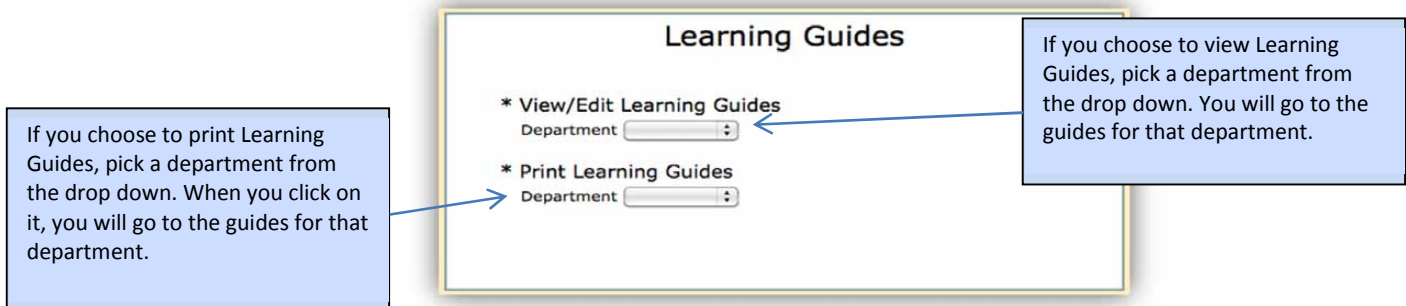 Learning Guides
* View/Edit Learning Guides
Department
* Print Learning Guides
Department
If you choose to view Learning
Guides, pick a department from
the drop down. You will go to the
guides for that department.
If you choose to print Learning
Guides, pick a department from
the drop down. When you click on
it, you will go to the guides for that
department.